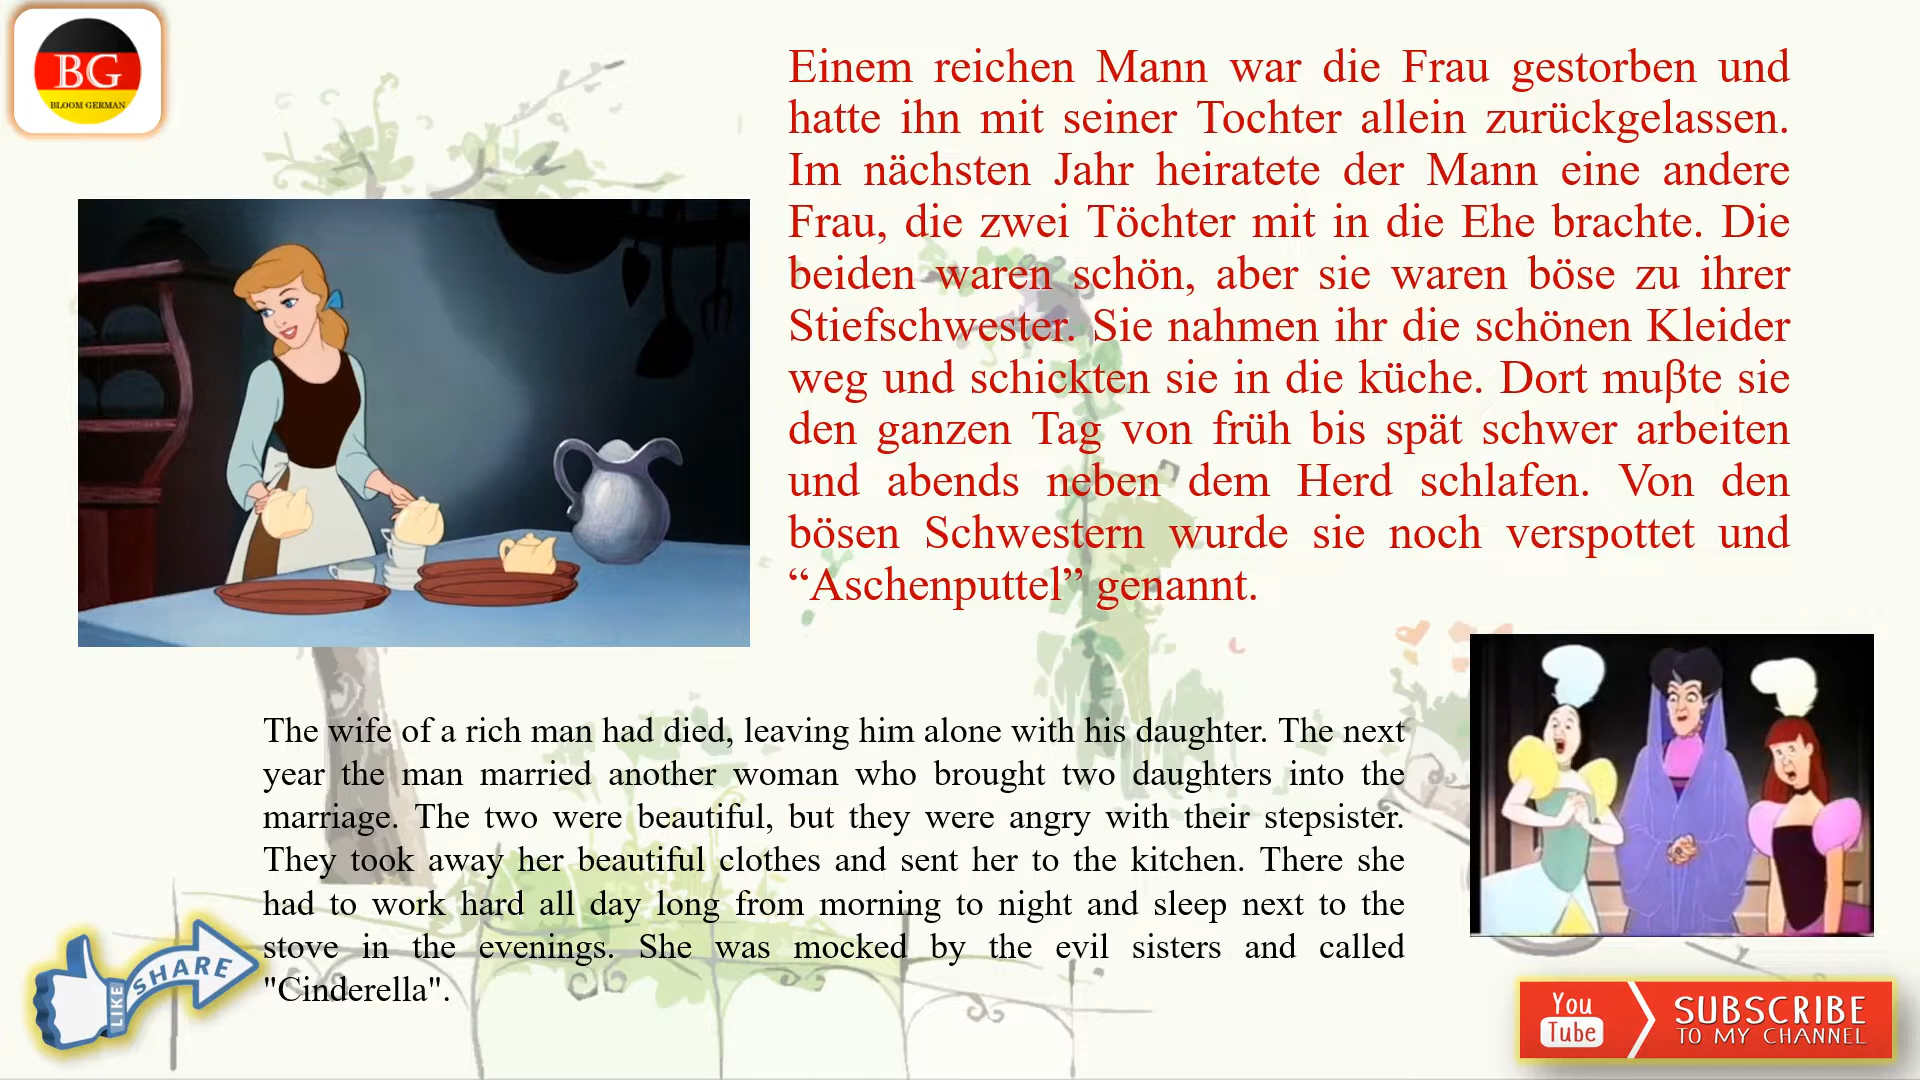 BG
BLOOM GERMAN
Einem reichen Mann war die Frau gestorben und
hatte ihn mit seiner Tochter allein zurückgelassen.
Im nächsten Jahr heiratete der Mann eine andere
Frau, die zwei Töchter mit in die Ehe brachte. Die
beiden waren schön, aber sie waren böse zu ihrer
Stiefschwester. Sie nahmen ihr die schönen Kleider
weg und schickten sie in die küche. Dort muβte sie
den ganzen Tag von früh bis spät schwer arbeiten
und abends neben dem Herd schlafen. Von den
bösen Schwestern wurde sie noch verspottet und
“Aschenputtel” genannt.
The wife of a rich man had died, leaving him alone with his daughter. The next
year the man married another woman who brought two daughters into the
marriage. The two were beautiful, but they were angry with their stepsister.
They took away her beautiful clothes and sent her to the kitchen. There she
had to work hard all day long from morning to night and sleep next to the
stove in the evenings. She was mocked by the evil sisters and called
"Cinderella".
LIKE
SHARE
You
Tube
SUBSCRIBE
TO MY CHANNEL